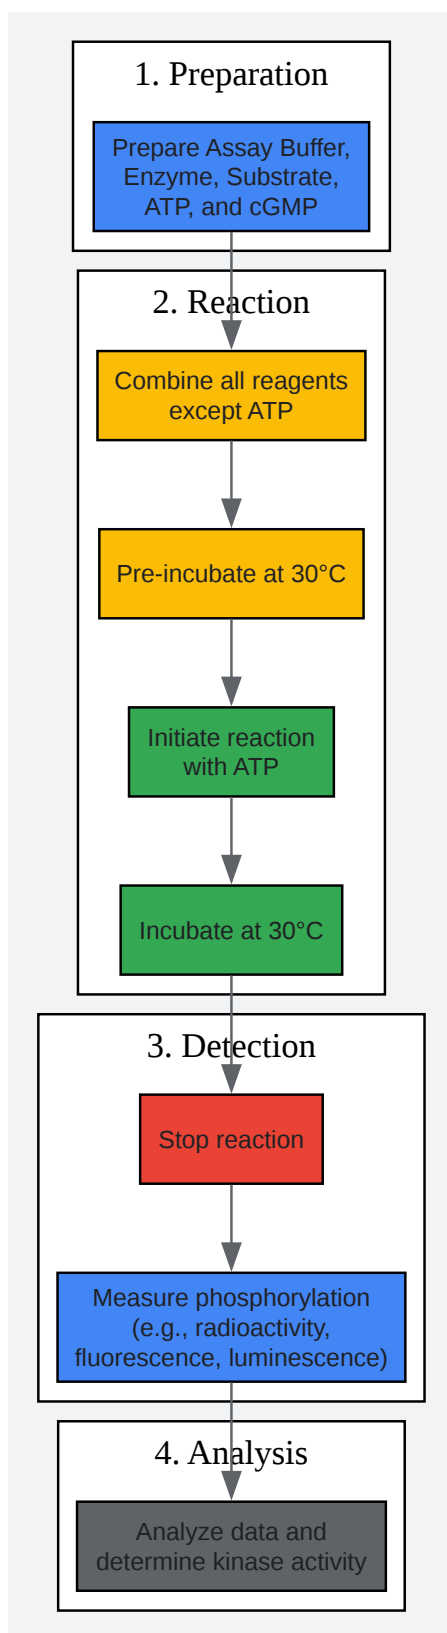 1. Preparation
Prepare Assay Buffer,
Enzyme, Substrate,
ATP, and cGMP
2. Reaction
Combine all reagents
except ATP
Pre-incubate at 30°C
Initiate reaction
with ATP
Incubate at 30°C
3. Detection
Stop reaction
Measure phosphorylation
(e.g., radioactivity,
fluorescence, luminescence)
4. Analysis
Analyze data and
determine kinase activity